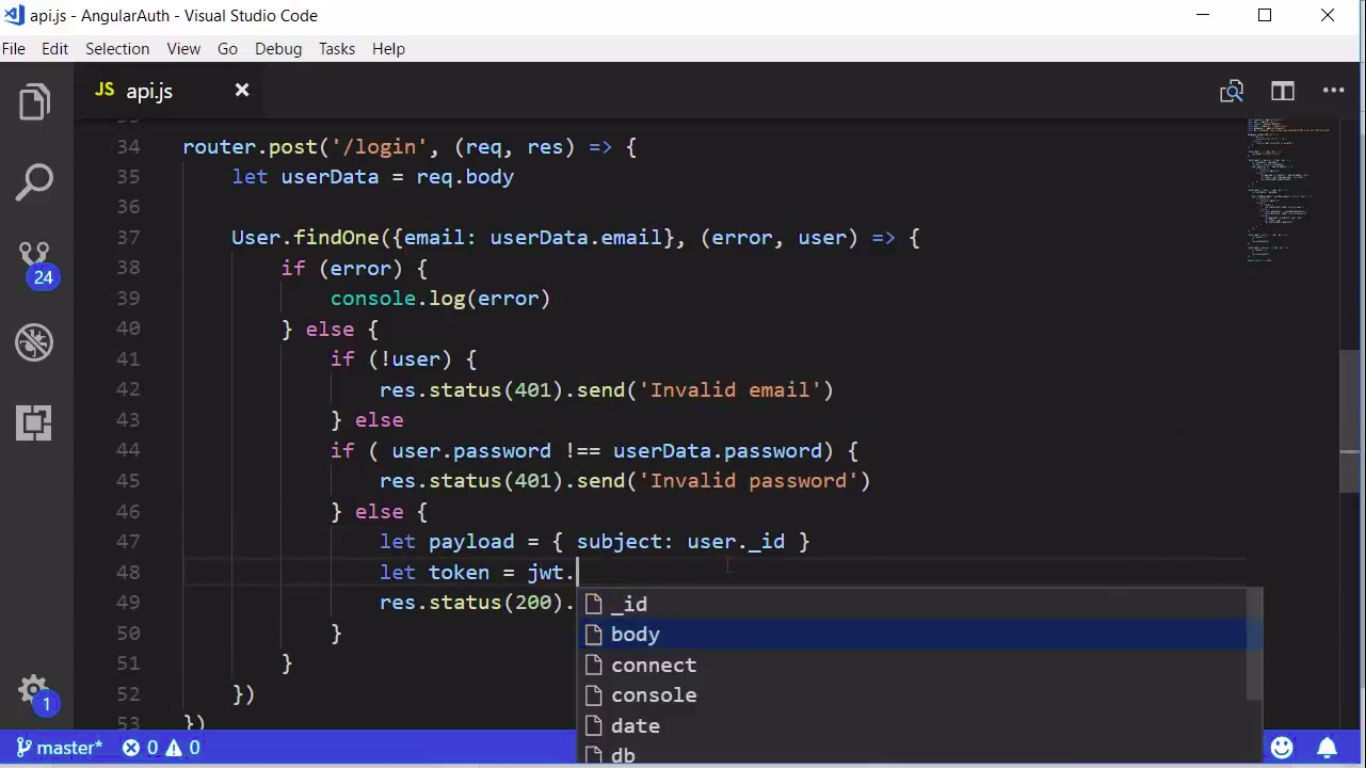 api.js - AngularAuth - Visual Studio Code
File Edit Selection View Go Debug Tasks Help
JS api.js
33
34 router.post('/login', (req, res) => {
35 let userData = req.body
36
37 User.findOne({email: userData.email}, (error, user) => {
38 if (error) {
39 console.log(error)
40 } else {
41 if (!user) {
42 res.status(401).send('Invalid email')
43 } else
44 if ( user.password !== userData.password) {
45 res.status(401).send('Invalid password')
46 } else {
47 let payload = { subject: user._id }
48 let token = jwt.
49 res.status(200).
_id
50 }
body
51 }
connect
52 })
console
53 })
date
db
24
1
master* 0 0